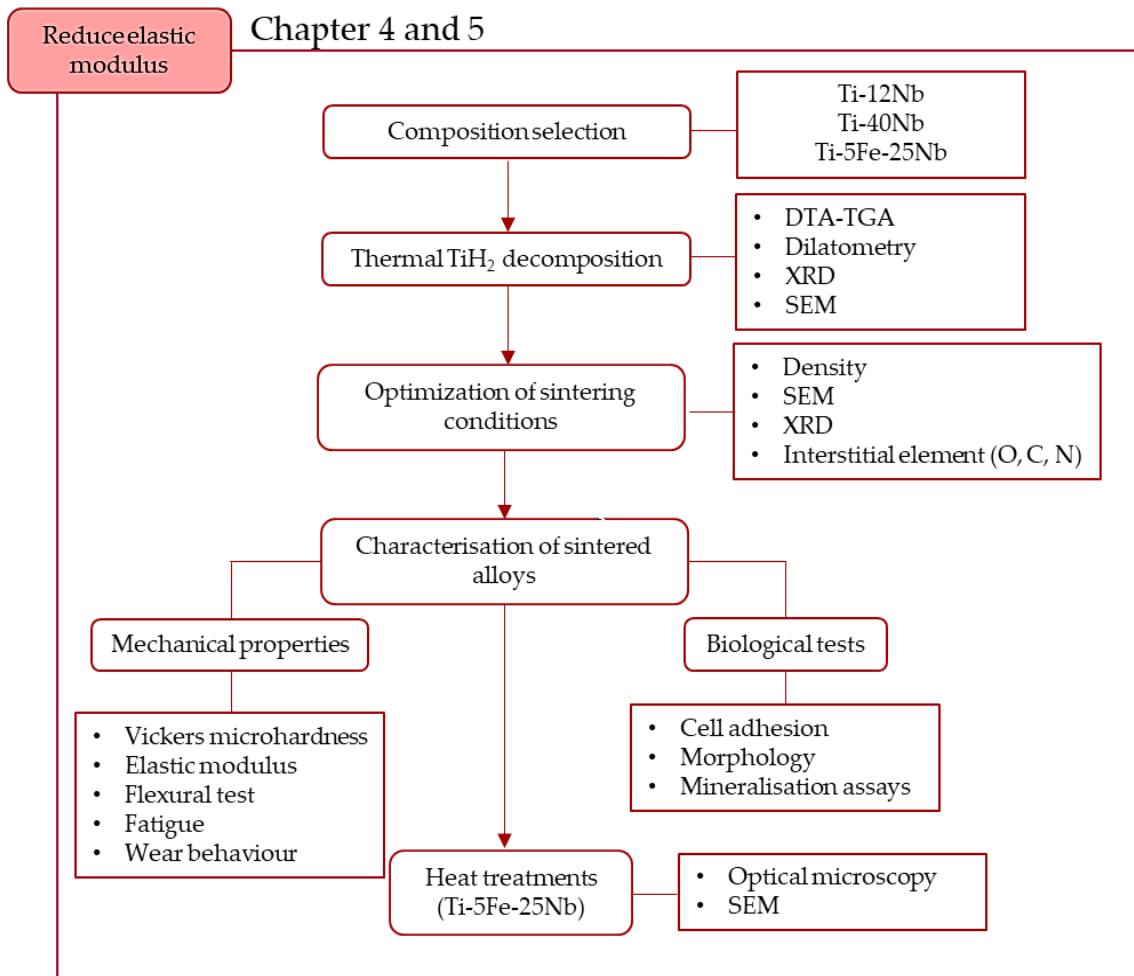 Reduce elastic
modulus
Chapter 4 and 5
Composition selection
Ti-12Nb
Ti-40Nb
Ti-5Fe-25Nb
Thermal TiH₂ decomposition
• DTA-TGA
• Dilatometry
• XRD
• SEM
Optimization of sintering
conditions
• Density
• SEM
• XRD
• Interstitial element (O, C, N)
Characterisation of sintered
alloys
Mechanical properties
• Vickers microhardness
• Elastic modulus
• Flexural test
• Fatigue
• Wear behaviour
Biological tests
• Cell adhesion
• Morphology
• Mineralisation assays
Heat treatments
(Ti-5Fe-25Nb)
• Optical microscopy
• SEM